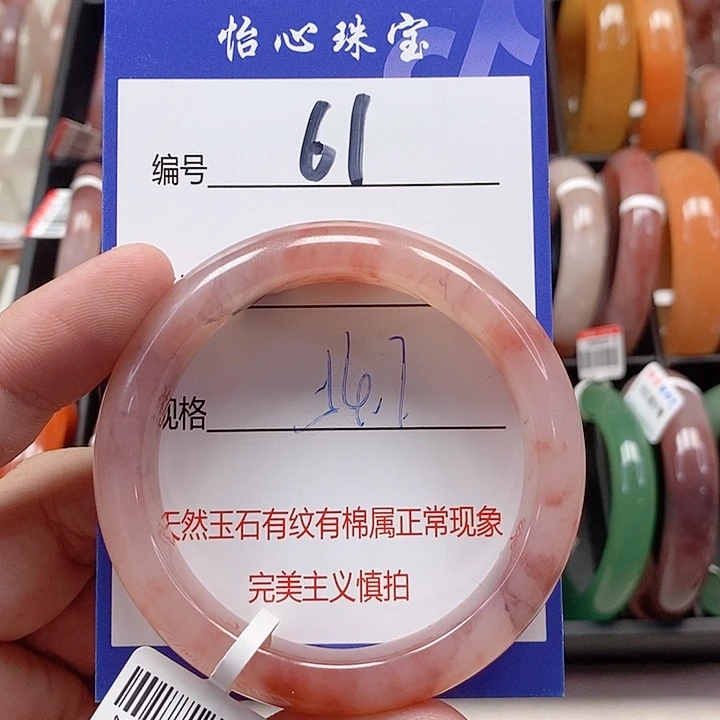 怡心珠宝
编号 61
规格 16.7
天然玉石有纹有棉属正常现象
完美主义慎拍